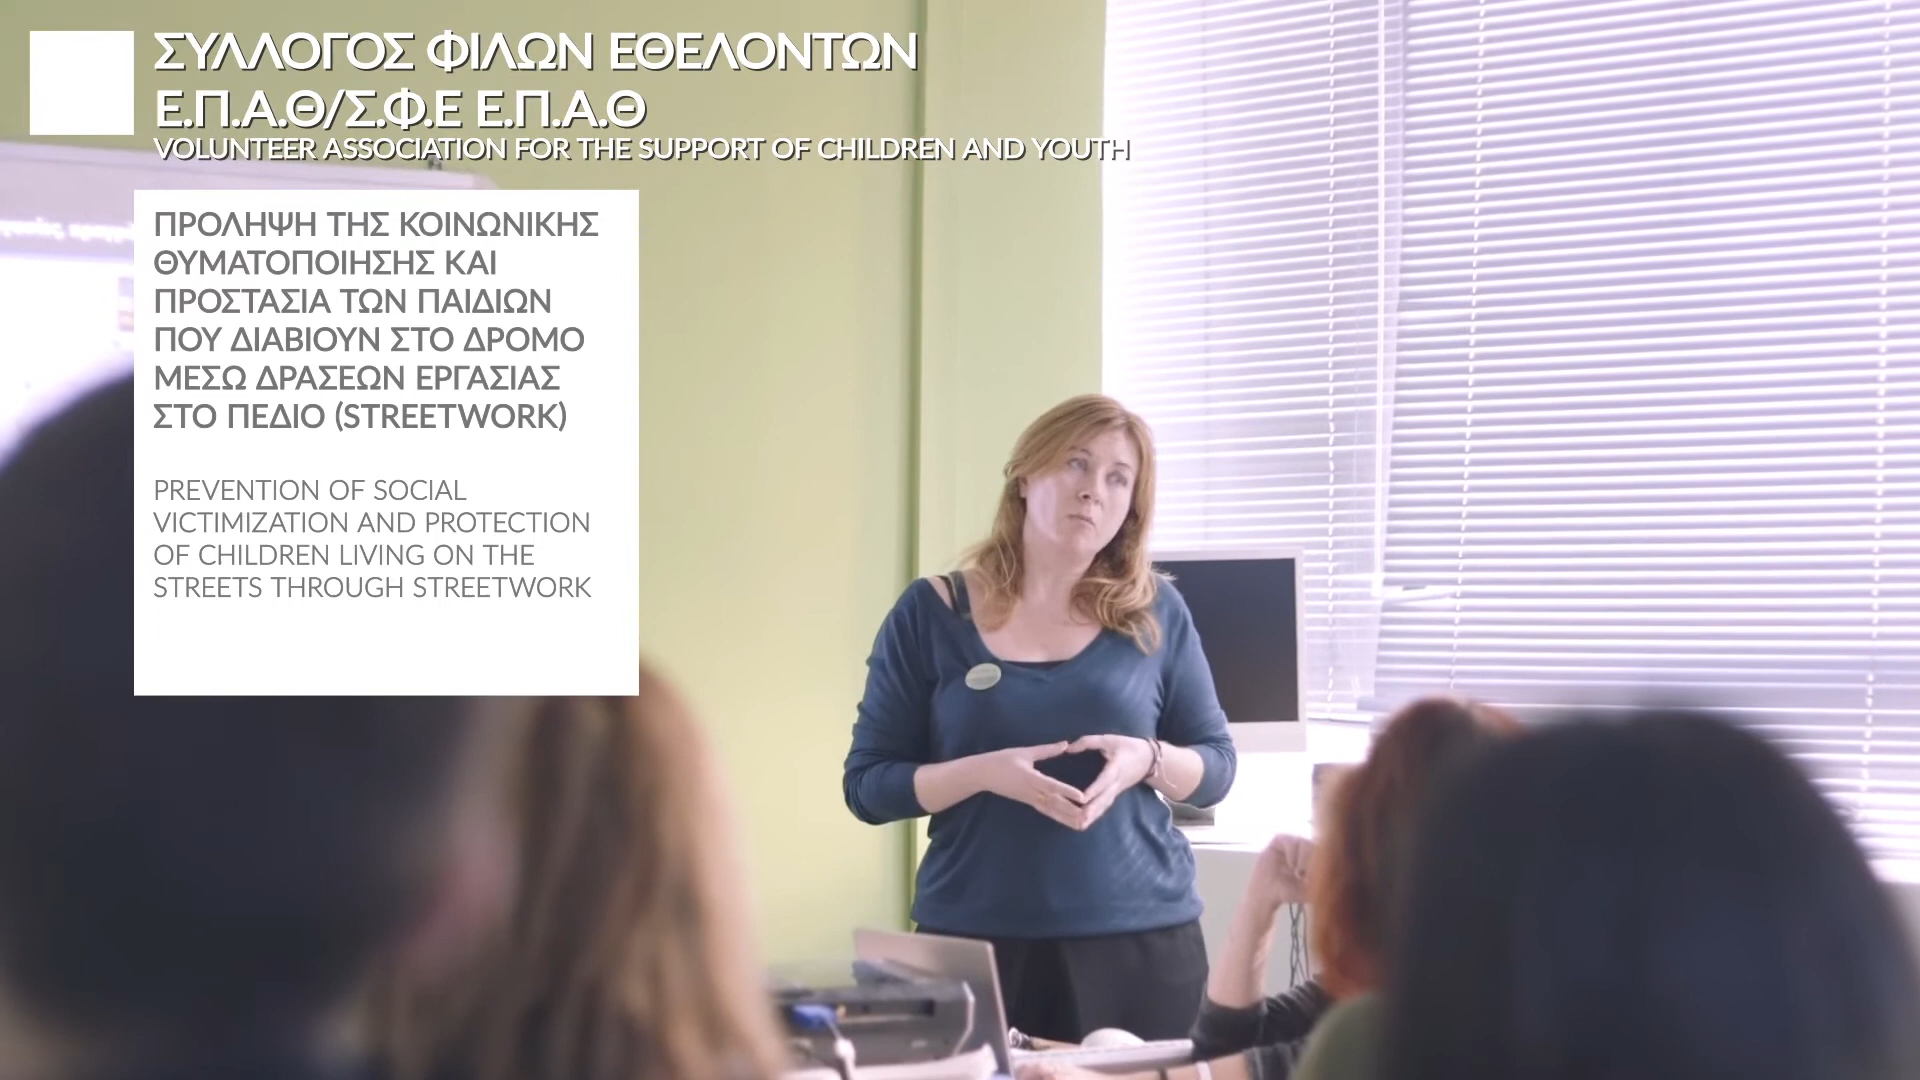 ΣΥΛΛΟΓΟΣ ΦΙΛΩΝ ΕΘΕΛΟΝΤΩΝ
Ε.Π.Α.Θ/Σ.Φ.Ε Ε.Π.Α.Θ
VOLUNTEER ASSOCIATION FOR THE SUPPORT OF CHILDREN AND YOUTH
ΠΡΟΛΗΨΗ ΤΗΣ ΚΟΙΝΩΝΙΚΗΣ
ΘΥΜΑΤΟΠΟΙΗΣΗΣ ΚΑΙ
ΠΡΟΣΤΑΣΙΑ ΤΩΝ ΠΑΙΔΙΩΝ
ΠΟΥ ΔΙΑΒΙΟΥΝ ΣΤΟ ΔΡΟΜΟ
ΜΕΣΩ ΔΡΑΣΕΩΝ ΕΡΓΑΣΙΑΣ
ΣΤΟ ΠΕΔΙΟ (STREETWORK)
PREVENTION OF SOCIAL
VICTIMIZATION AND PROTECTION
OF CHILDREN LIVING ON THE
STREETS THROUGH STREETWORK